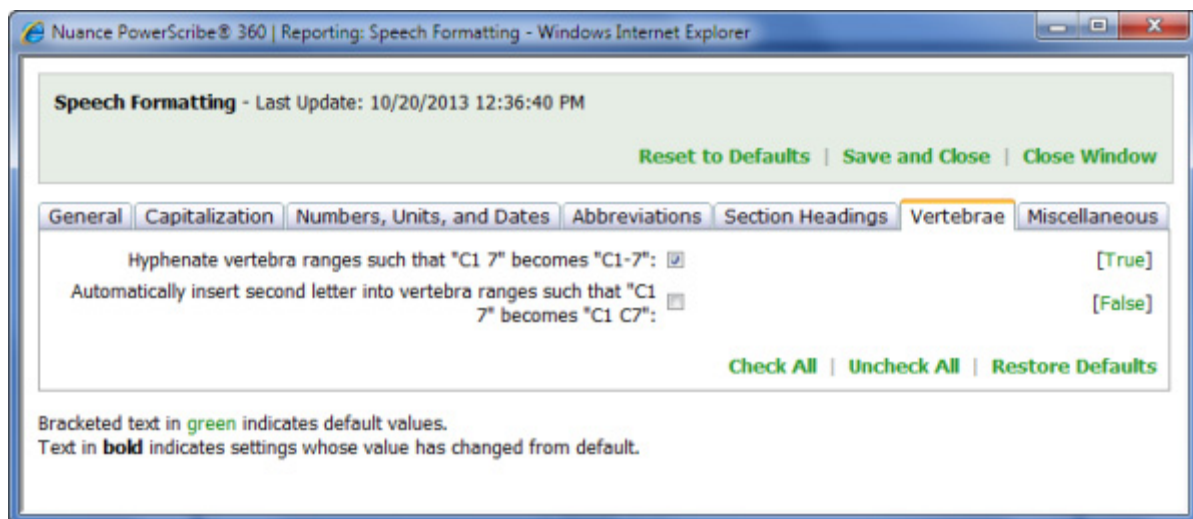 Nuance PowerScribe® 360 | Reporting: Speech Formatting - Windows Internet Explorer
Speech Formatting - Last Update: 10/20/2013 12:36:40 PM
Reset to Defaults | Save and Close | Close Window
General Capitalization Numbers, Units, and Dates Abbreviations Section Headings Vertebrae Miscellaneous
Hyphenate vertebra ranges such that "C1 7" becomes "C1-7": [True]
Automatically insert second letter into vertebra ranges such that "C1
7" becomes "C1 C7": [False]
Check All | Uncheck All | Restore Defaults
Bracketed text in green indicates default values.
Text in bold indicates settings whose value has changed from default.